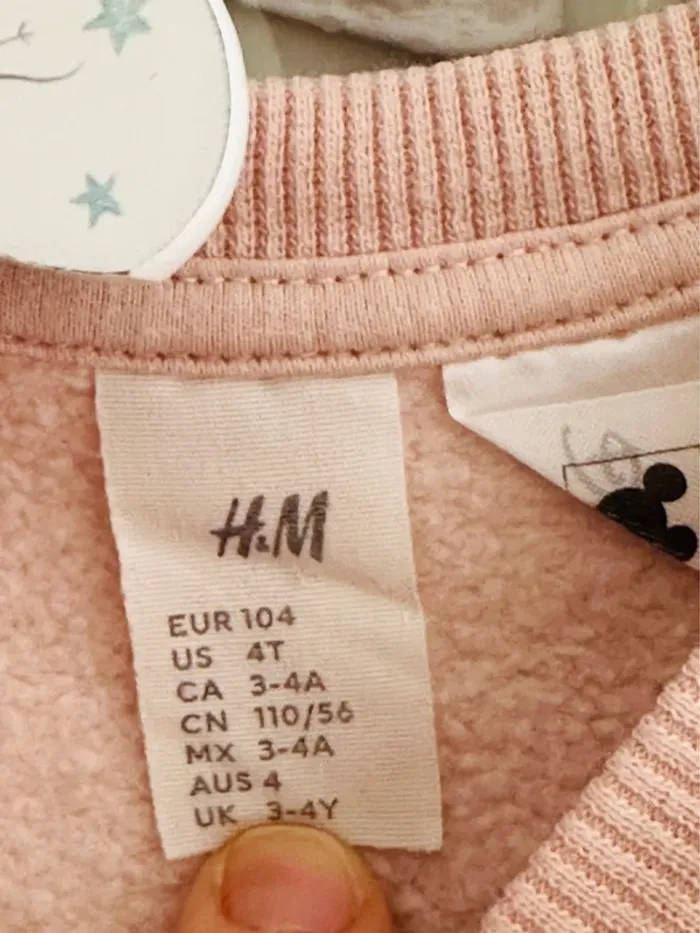 H&M
EUR 104
US 4T
CA 3-4A
CN 110/56
MX 3-4A
AUS 4
UK 3-4Y